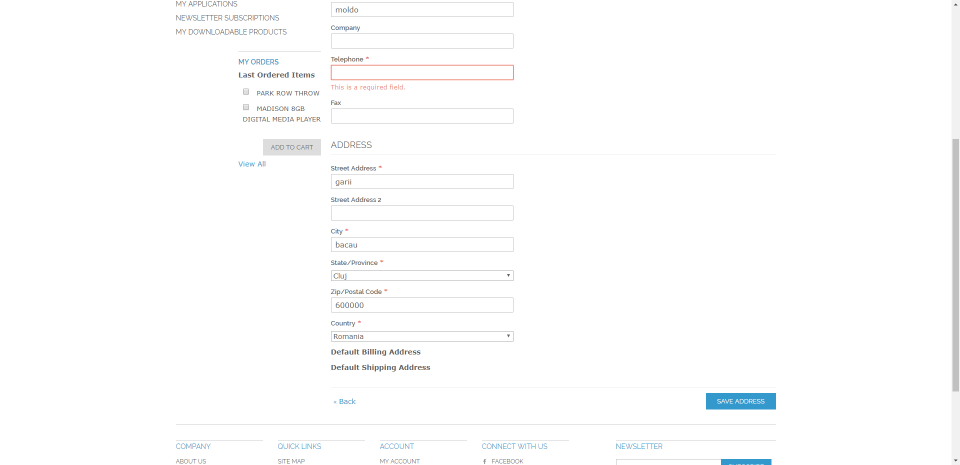 MY APPLICATIONS
NEWSLETTER SUBSCRIPTIONS
MY DOWNLOADABLE PRODUCTS
MY ORDERS
Last Ordered Items
PARK ROW THROW
MADISON 8GB
DIGITAL MEDIA PLAYER
ADD TO CART
View All
moldo
Company
Telephone *
This is a required field.
Fax
ADDRESS
Street Address *
garii
Street Address 2
City *
bacau
State/Province *
Cluj
Zip/Postal Code *
600000
Country *
Romania
Default Billing Address
Default Shipping Address
« Back
SAVE ADDRESS
COMPANY
ABOUT US
QUICK LINKS
SITE MAP
ACCOUNT
MY ACCOUNT
CONNECT WITH US
FACEBOOK
NEWSLETTER